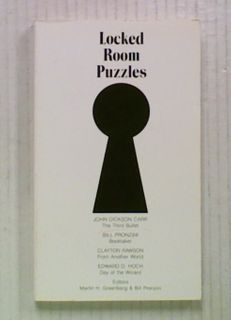 Locked
Room
Puzzles
JOHN DICKSON CARR
The Third Bullet
BILL PRONZINI
Booktaker
CLAYTON RAWSON
From Another World
EDWARD D. HOCH
Day of the Wizard
Editors
Martin H. Greenberg & Bill Pronzini